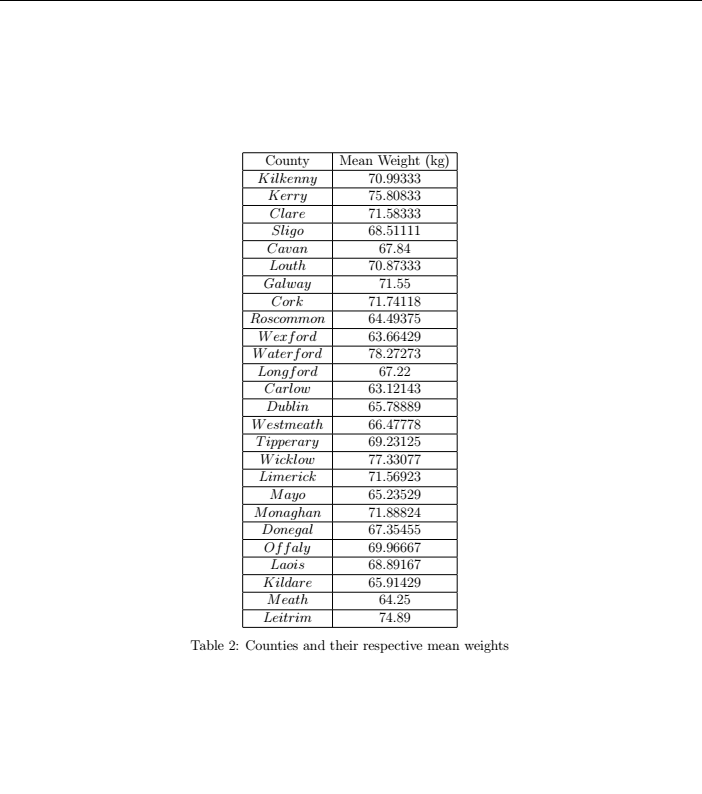 County Mean Weight (kg)
Kilkenny 70.99333
Kerry 75.80833
Clare 71.58333
Sligo 68.51111
Cavan 67.84
Louth 70.87333
Galway 71.55
Cork 71.74118
Roscommon 64.49375
Wexford 63.66429
Waterford 78.27273
Longford 67.22
Carlow 63.12143
Dublin 65.78889
Westmeath 66.47778
Tipperary 69.23125
Wicklow 77.33077
Limerick 71.56923
Mayo 65.23529
Monaghan 71.88824
Donegal 67.35455
Offaly 69.96667
Laois 68.89167
Kildare 65.91429
Meath 64.25
Leitrim 74.89
Table 2: Counties and their respective mean weights